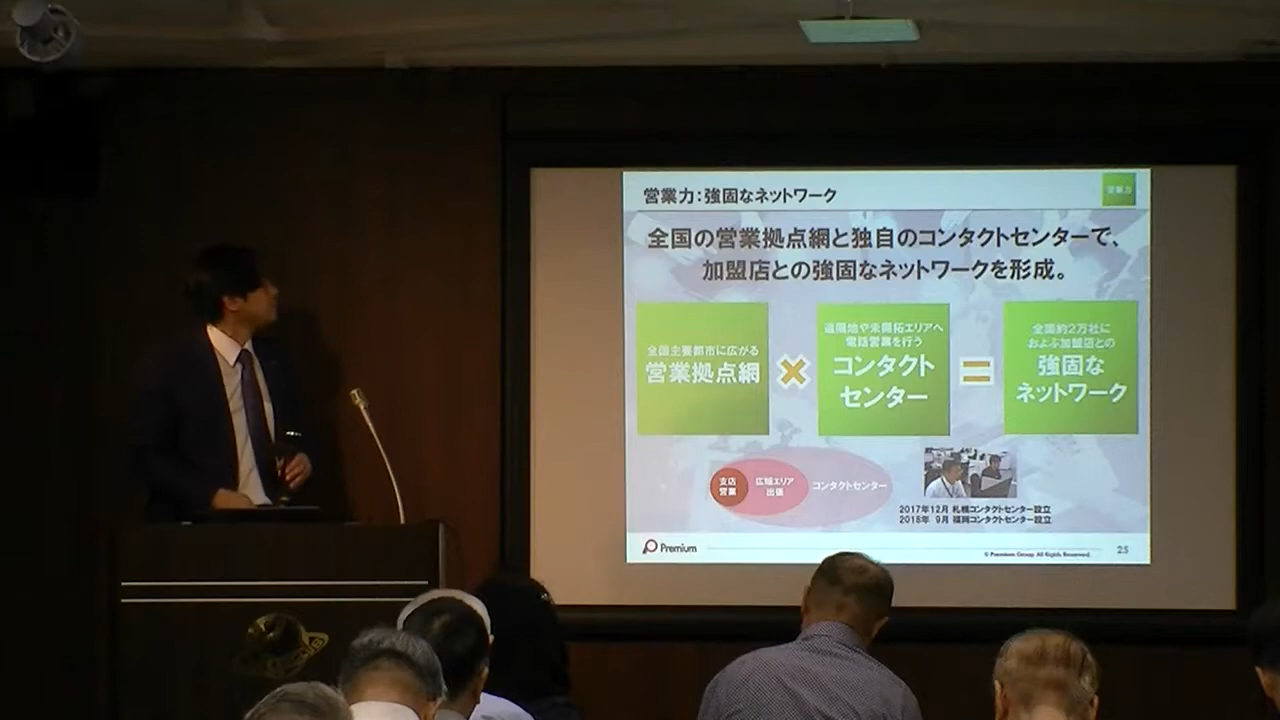 営業力：強固なネットワーク
営業力
全国の営業拠点網と独自のコンタクトセンターで、
加盟店との強固なネットワークを形成。
全国主要都市に広がる
営業拠点網
×
遠隔地や未開拓エリアへ
電話営業を行う
コンタクト
センター
=
全国約2万社に
およぶ加盟店との
強固な
ネットワーク
支店
営業
広域エリア
出張
コンタクトセンター
2017年12月 札幌コンタクトセンター設立
2018年 9月 福岡コンタクトセンター設立
Premium
© Premium Group All Rights Reserved.
25